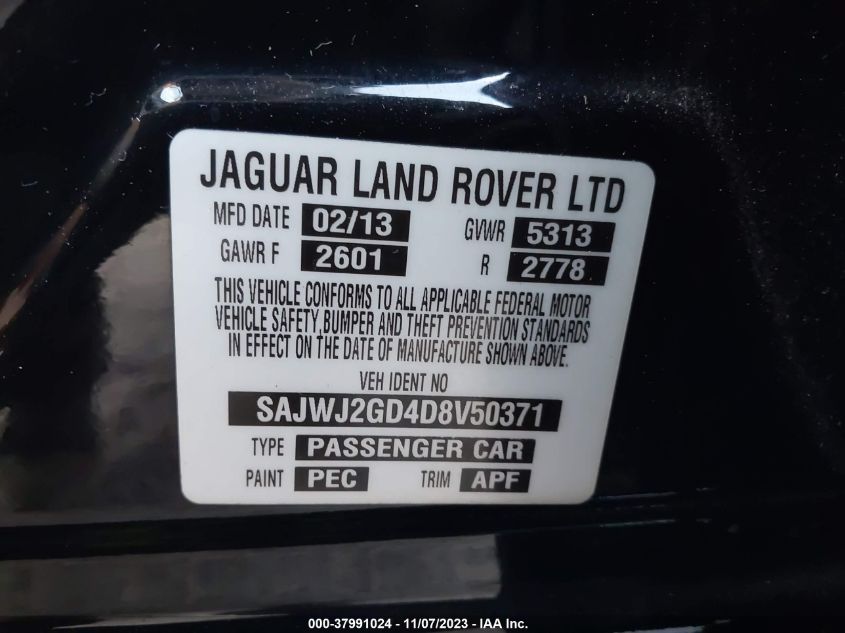 JAGUAR LAND ROVER LTD
MFD DATE 02/13 GVWR 5313
GAWR F 2601 R 2778
THIS VEHICLE CONFORMS TO ALL APPLICABLE FEDERAL MOTOR
VEHICLE SAFETY, BUMPER AND THEFT PREVENTION STANDARDS
IN EFFECT ON THE DATE OF MANUFACTURE SHOWN ABOVE.
VEH IDENT NO
SAJWJ2GD4D8V50371
TYPE PASSENGER CAR
PAINT PEC TRIM APF
000-37991024 - 11/07/2023 - IAA Inc.